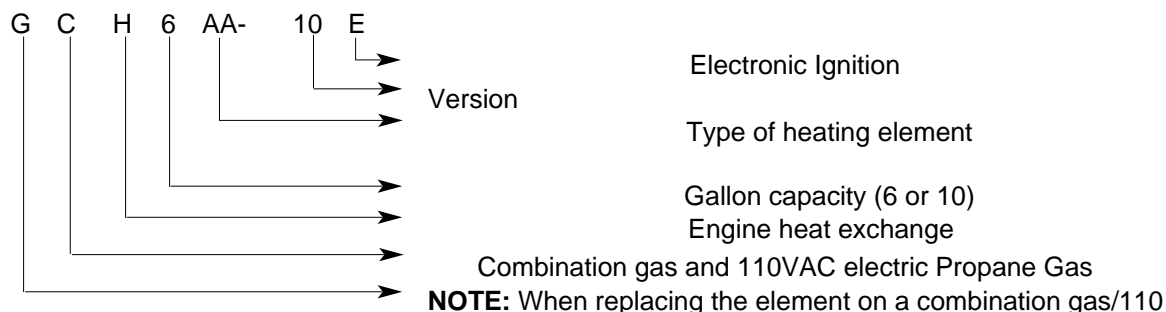 G C H 6 AA- 10 E
Electronic Ignition
Version
Type of heating element
Gallon capacity (6 or 10)
Engine heat exchange
Combination gas and 110VAC electric Propane Gas
NOTE: When replacing the element on a combination gas/110